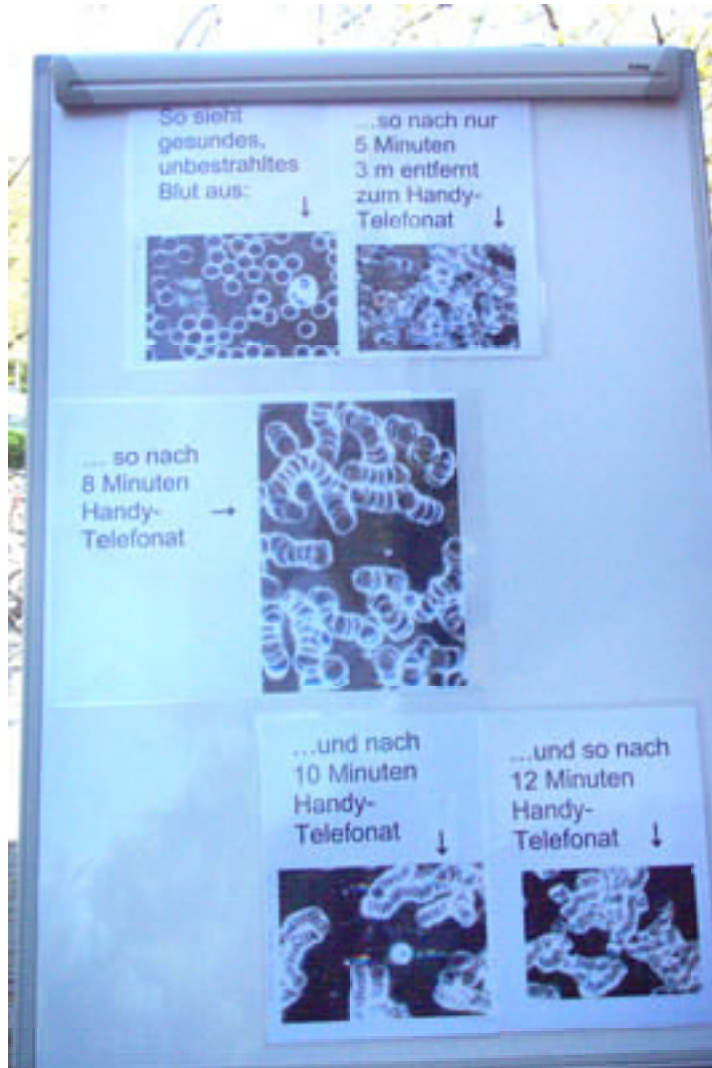 So sieht
gesundes,
unbestrahltes
Blut aus:
....so nach nur
5 Minuten
3 m entfernt
zum Handy-
Telefonat
.... so nach
8 Minuten
Handy-
Telefonat
...und nach
10 Minuten
Handy-
Telefonat
...und so nach
12 Minuten
Handy-
Telefonat